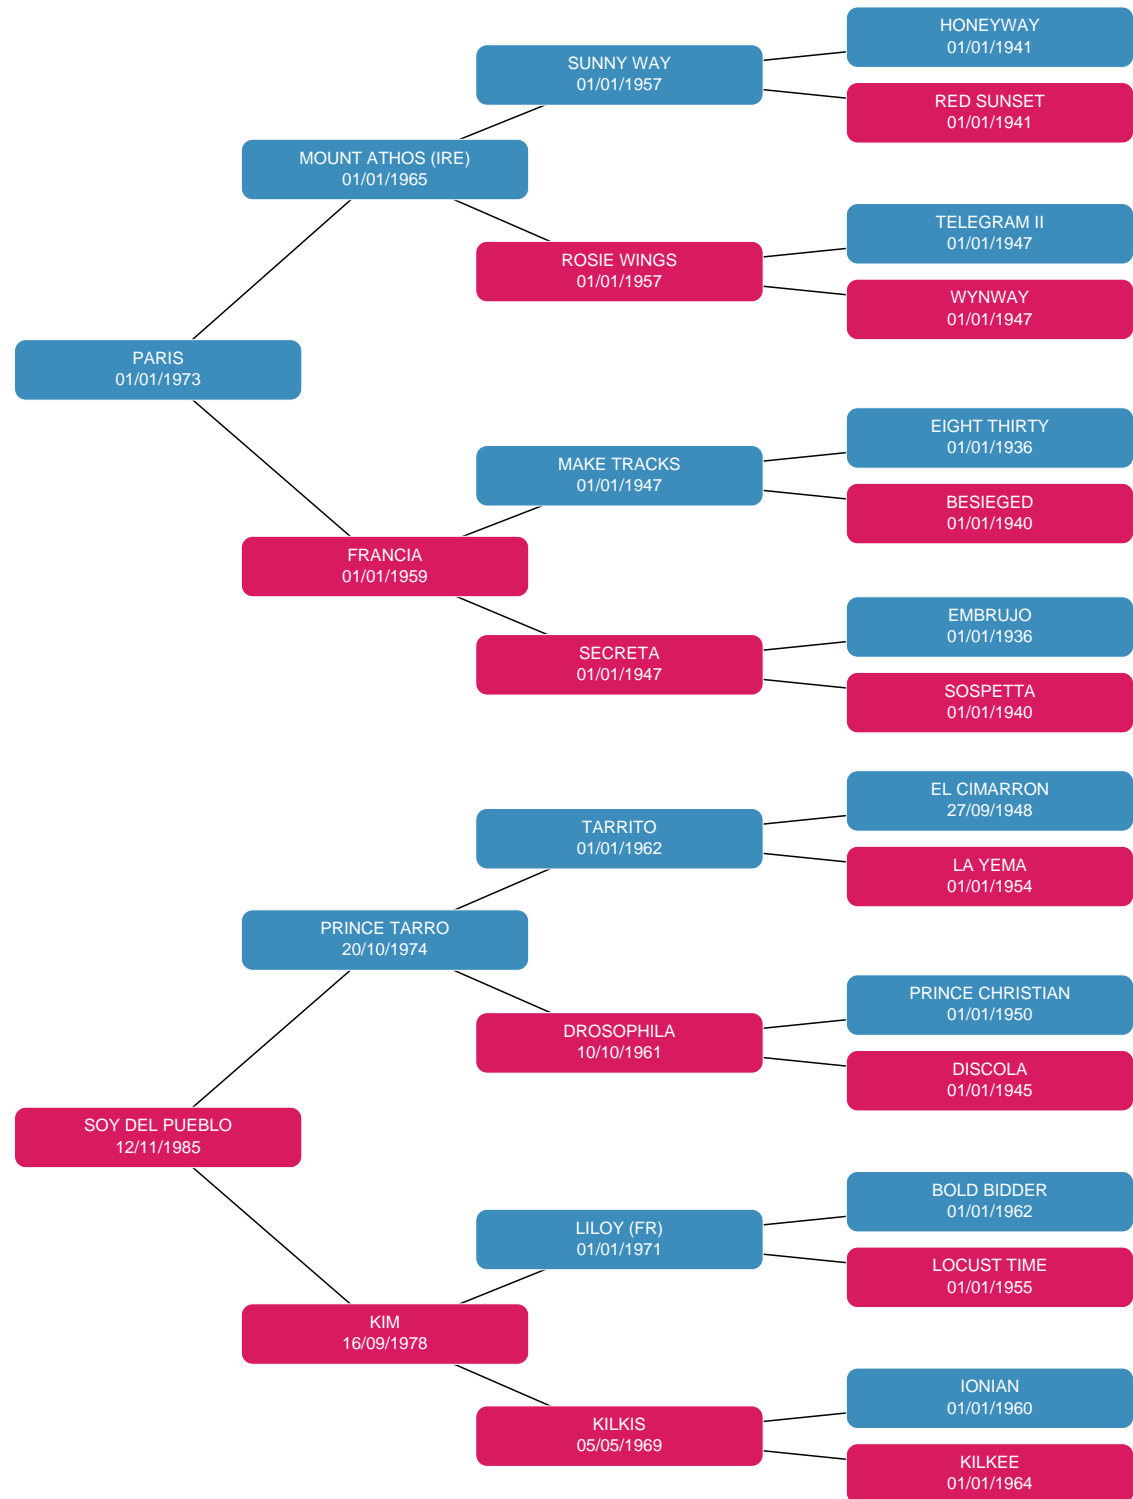 HONEYWAY
01/01/1941
SUNNY WAY
01/01/1957
RED SUNSET
01/01/1941
MOUNT ATHOS (IRE)
01/01/1965
TELEGRAM II
01/01/1947
ROSIE WINGS
01/01/1957
WYNWAY
01/01/1947
PARIS
01/01/1973
EIGHT THIRTY
01/01/1936
MAKE TRACKS
01/01/1947
BESIEGED
01/01/1940
FRANCIA
01/01/1959
EMBRUJO
01/01/1936
SECRETA
01/01/1947
SOSPETTA
01/01/1940
EL CIMARRON
27/09/1948
TARRITO
01/01/1962
LA YEMA
01/01/1954
PRINCE TARRO
20/10/1974
PRINCE CHRISTIAN
01/01/1950
DROSOPHILA
10/10/1961
DISCOLA
01/01/1945
SOY DEL PUEBLO
12/11/1985
BOLD BIDDER
01/01/1962
LILOY (FR)
01/01/1971
LOCUST TIME
01/01/1955
KIM
16/09/1978
IONIAN
01/01/1960
KILKIS
05/05/1969
KILKEE
01/01/1964